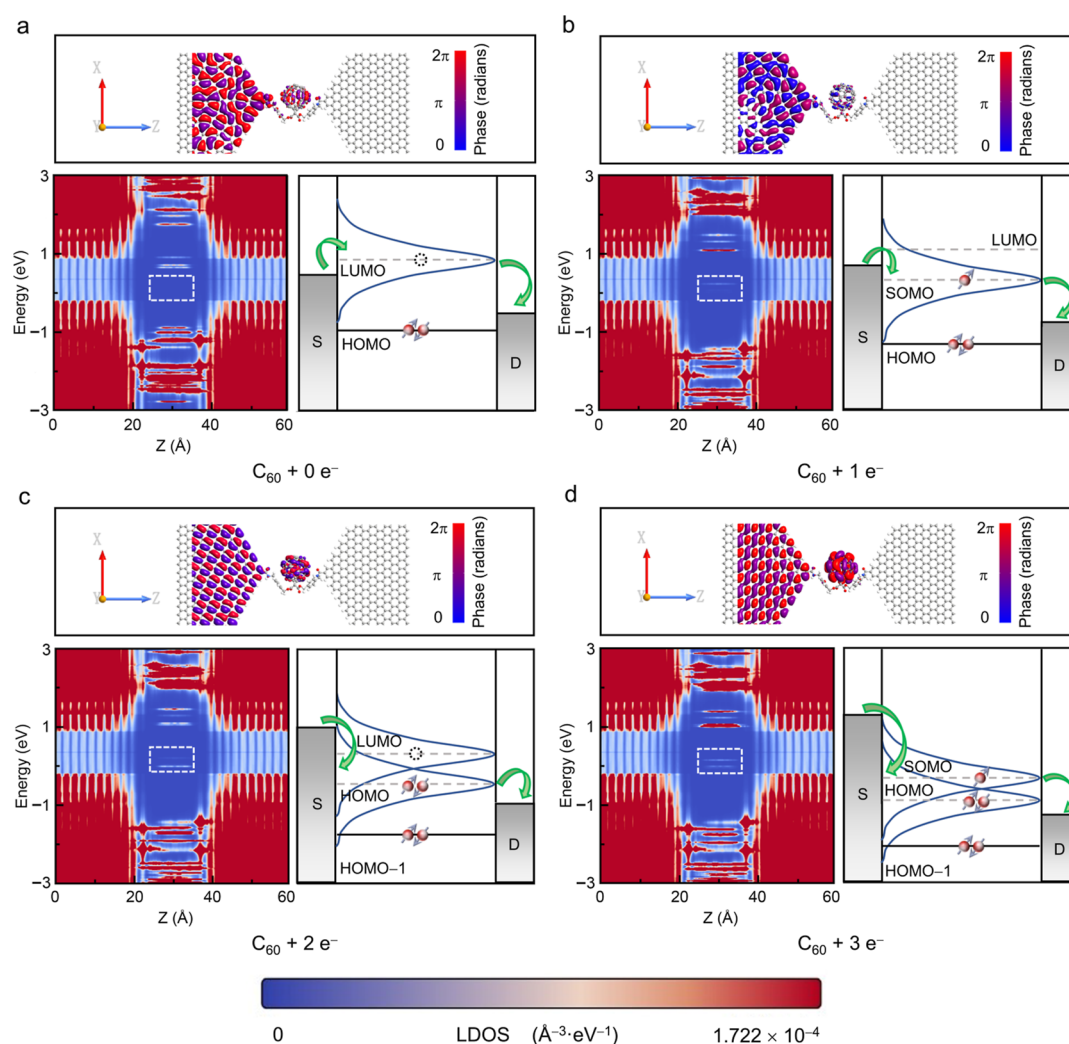 a
X
Y
Z
2π
π
0
Phase (radians)
3
1
−1
−3
Energy (eV)
0
20
40
60
Z (Å)
S
LUMO
HOMO
D
C₆₀ + 0 e⁻
b
X
Y
Z
2π
π
0
Phase (radians)
3
1
−1
−3
Energy (eV)
0
20
40
60
Z (Å)
S
LUMO
SOMO
HOMO
D
C₆₀ + 1 e⁻
c
X
Y
Z
2π
π
0
Phase (radians)
3
1
−1
−3
Energy (eV)
0
20
40
60
Z (Å)
S
LUMO
HOMO
HOMO−1
D
C₆₀ + 2 e⁻
d
X
Y
Z
2π
π
0
Phase (radians)
3
1
−1
−3
Energy (eV)
0
20
40
60
Z (Å)
S
SOMO
HOMO
HOMO−1
D
C₆₀ + 3 e⁻
0 LDOS (Å⁻³·eV⁻¹) 1.722 × 10⁻⁴